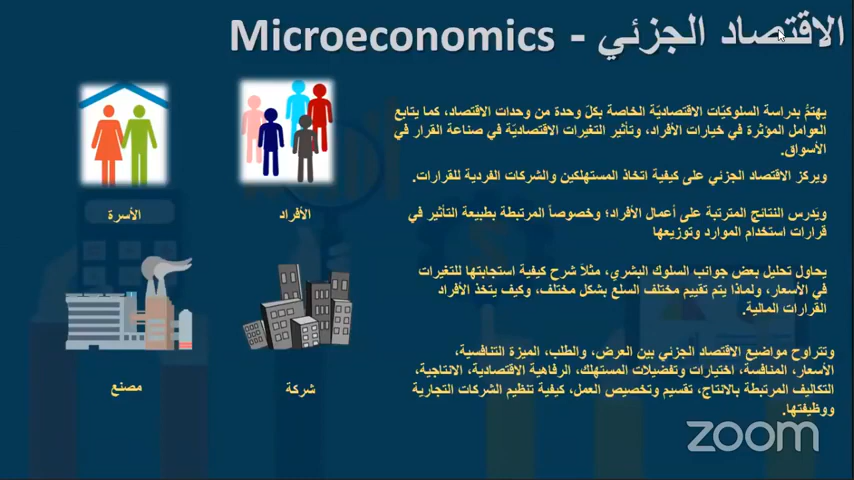 الاقتصاد الجزئي - Microeconomics
يهتمُّ بدراسة السلوكيّات الاقتصاديّة الخاصة بكلّ وحدة من وحدات الاقتصاد، كما يتابع
العوامل المؤثرة في خيارات الأفراد، وتأثير التغيرات الاقتصاديّة في صناعة القرار في
الأسواق.
ويركز الاقتصاد الجزئي على كيفية اتخاذ المستهلكين والشركات الفردية للقرارات.
ويَدرس النتائج المترتبة على أعمال الأفراد؛ وخصوصاً المرتبطة بطبيعة التأثير في
قرارات استخدام الموارد وتوزيعها
يحاول تحليل بعض جوانب السلوك البشري، مثلاً شرح كيفية استجابتها للتغيرات
في الأسعار، ولماذا يتم تقييم مختلف السلع بشكل مختلف، وكيف يتخذ الأفراد
القرارات المالية.
وتتراوح مواضيع الاقتصاد الجزئي بين العرض، والطلب، الميزة التنافسية،
الأسعار، المنافسة، اختيارات وتفضيلات المستهلك، الرفاهية الاقتصادية، الانتاجية،
التكاليف المرتبطة بالانتاج، تقسيم وتخصيص العمل، كيفية تنظيم الشركات التجارية
ووظيفتها.
الأفراد
الأسرة
شركة
مصنع
zoom